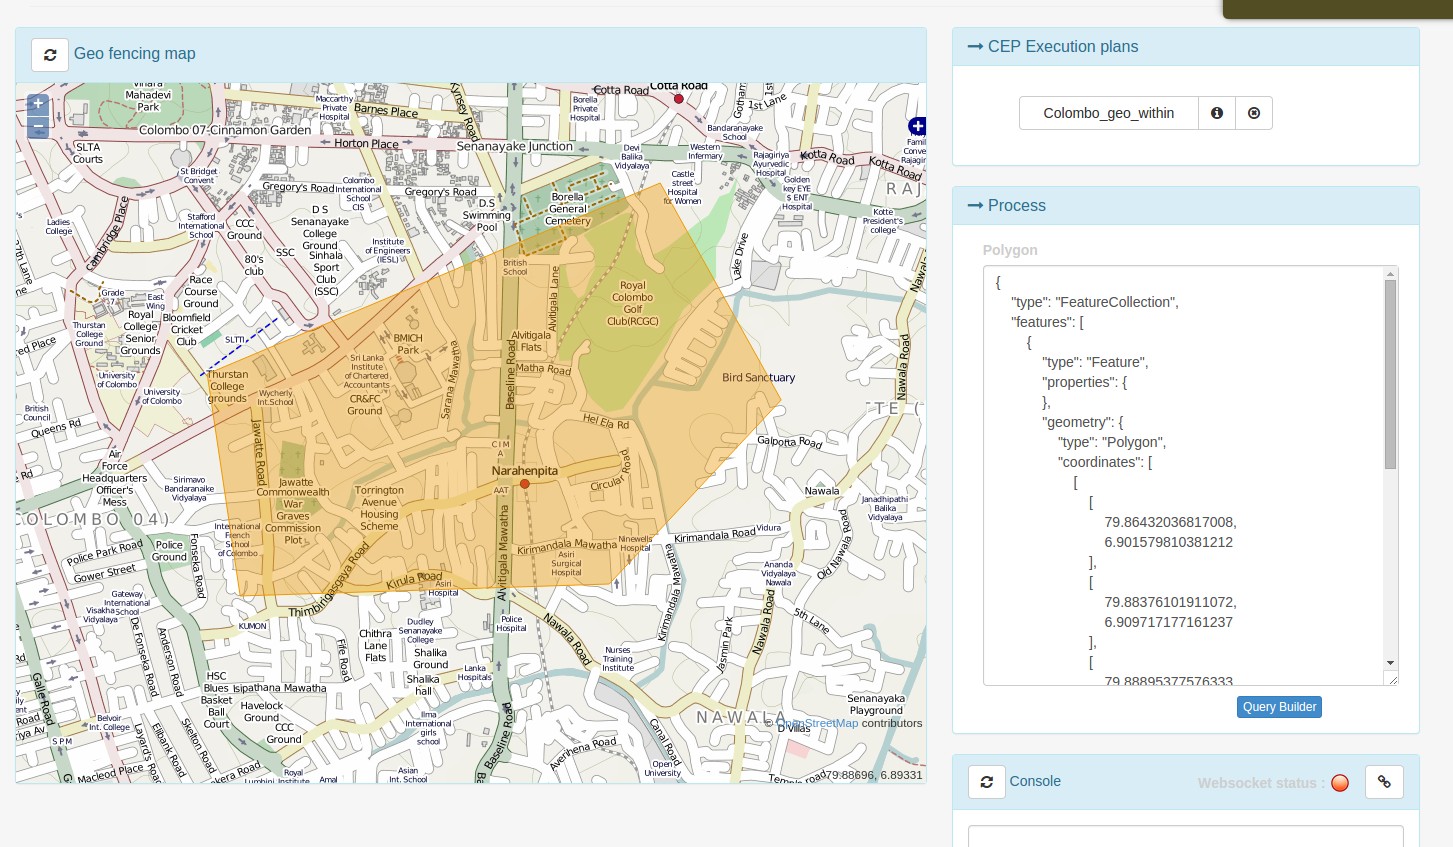 Geo fencing map
+
−
Vihara
Mahadevi
Park
Maccarthy
Private
Hospital
Barnes Place
Kynsey Road
Borella
Private
Hospital
Cotta Road
Cotta Road
1st Lane
Bandaranayake
School
Colombo 07-Cinnamon Garden
Horton Place
Senanayake Junction
SLTA
Courts
St Bridget
Convent
Devi
Balika
Vidyalaya
Western
Infermary
Rajagiriya
Ayurvedic
Hospital
Kotta Road
Kotta Road
Gregory's Road
Colombo
International
School
CIS
Gregory's Road
Castle
street
Hospital
for Women
Golden
key EYE
$ ENT
Hospital
RAJ
Kotte
President's
college
Ladies
College
Cambridge Place
Stafford
International
School
CCC
Ground
D S
Senanayake
College
Ground
Sinhala
Sport
Club
(SSC)
SSC
80's
club
Institute
of Engineers
(IESL)
D.S
Swimming
Pool
Borella
General
Cemetery
British
School
Lake Drive
Race
Course
Ground
East
Wing
Royal
College
Senior
Grounds
Bloomfield
Cricket
Club
Thurstan
College
Ground
SLTTI
Alvitigala Lane
Royal
Colombo
Golf
Club(RCGC)
BMICH
Park
Sri Lanka
Institute
of Chartered
Accountants
CR&FC
Ground
Alvitigala
Flats
Matha Road
Baseline Road
Sarana Mawatha
Bird Sanctuary
Nawala Road
University
of Colombo
University
of Colombo
Thurstan
College
grounds
Wycherly
Int.School
British
Council
Queens Rd
Hel Ela Rd
Galpotta Road
Jawatte Road
Air
Force
Headquarters
Officer's
Mess
Sirimavo
Bandaranaike
Vidyalaya
C I M
A
Narahenpita
AAT
Circular Road
Jawatte
Commonwealth
War
Graves
Commission
Plot
Torrington
Avenue
Housing
Scheme
Nawala
Janadhipathi
Balika
Vidyalaya
OLOMBO 04)
International
French
School
of Colombo
Police
Ground
Police Park Road
Gower Street
Fonseka Road
Alvitigala Mawatha
Kirimandala Mawatha
Asiri
Surgical
Hospital
Ninewells
Hospital
Kirimandala Road
Vidura
Old Nawala Road
Ananda
Vidyalaya
Nawala
Kirula Road
Asiri
Hospital
Thimbirigasgaya Road
Kirimandala Mawatha
Gateway
International
School
Visakha
Vidyalaya
KUMON
De Fonseka Road
Anderson Road
Fife Road
Chithra
Lane
Flats
Dudley
Senanayake
College
Shalika
Ground
Shalika
hall
Police
Hospital
Nawala Road
5th Lane
Jasmin Park
Nawala Road
Nurses
Training
Institute
Lanka
Hospitals
HSC
Blues
Basket
Ball
Court
Isipathana Mawatha
Havelock
Ground
CCC
Ground
Galle Road
Belvoir
Int. College
S P M
Layard's Road
Elibank Road
Skelton Road
Macleod Place
Ilma
International
girls
school
Asian
Int. School
Royal
Institute
Baseline Road
Avenhena Road
Canal Road
Open
University
Senanayaka
Playground
NAWALA
D Villas
© OpenStreetMap contributors
79.88696, 6.89331
CEP Execution plans
Colombo_geo_within
Process
Polygon
{
"type": "FeatureCollection",
"features": [
{
"type": "Feature",
"properties": {
},
"geometry": {
"type": "Polygon",
"coordinates": [
[
[
79.86432036817008,
6.901579810381212
],
[
79.88376101911072,
6.909717177161237
],
[
79.88895377576333
Query Builder
Console
Websocket status :